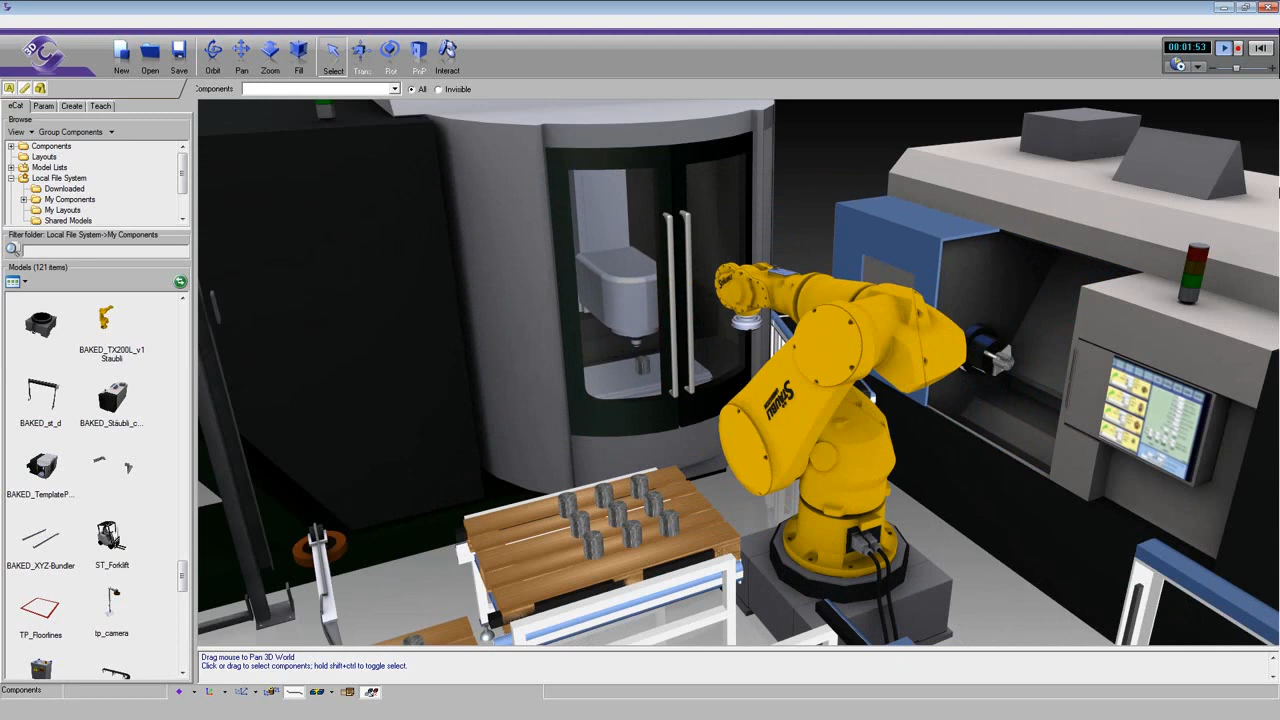 3D
00:01:53
New Open Save Orbit Pan Zoom Fill Select Trans Rot PnP Interact
Components All Invisible
eCat Param Create Teach
Browse
View Group Components
Components
Layouts
Model Lists
Local File System
Downloaded
My Components
My Layouts
Shared Models
Filter folder: Local File System->My Components
Models (121 items)
BAKED_TX200L_v1
Staubli
BAKED_st_d
BAKED_Stäubli_c...
BAKED_TemplateP...
BAKED_XYZ-Bundler
ST_Forklift
TP_Floorlines
tp_camera
STÄUBLI
Drag mouse to Pan 3D World
Click or drag to select components; hold shift+ctrl to toggle select.
Components